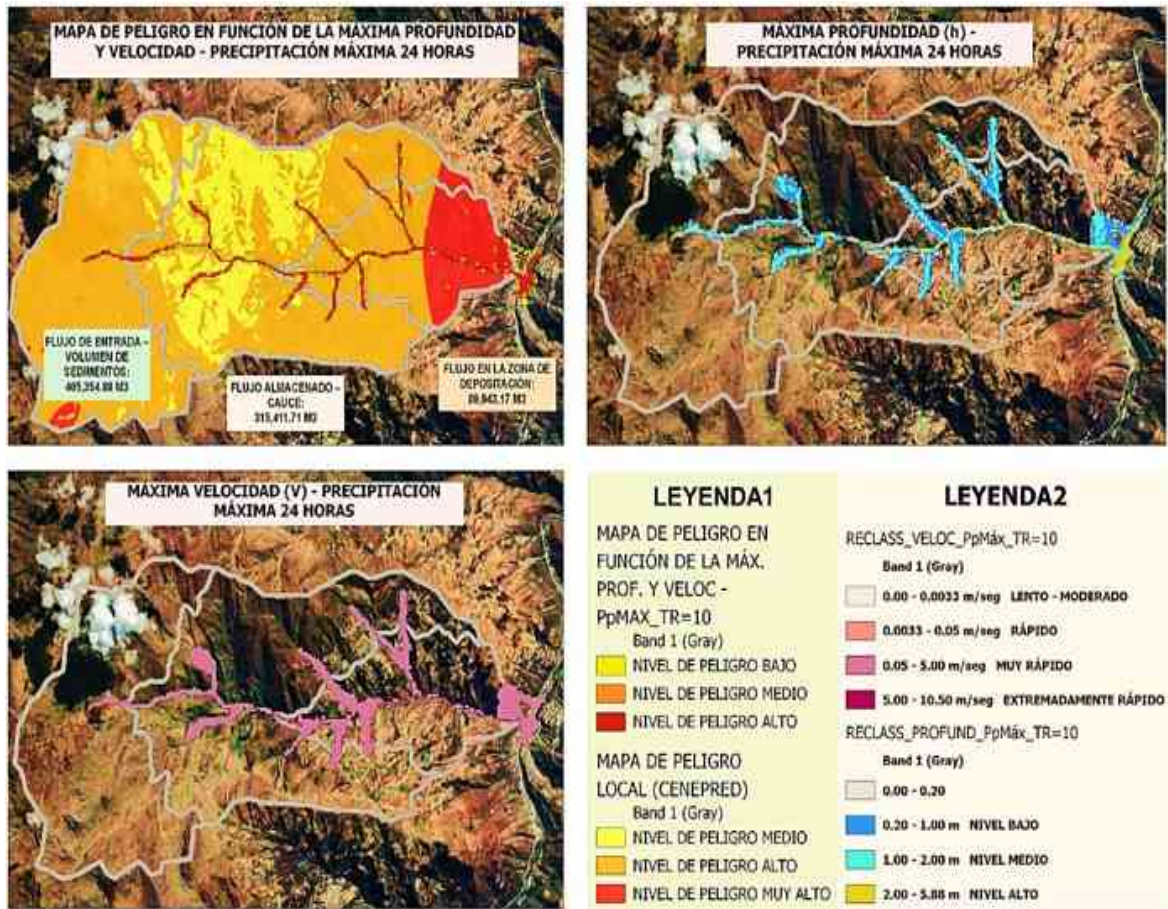 MAPA DE PELIGRO EN FUNCIÓN DE LA MÁXIMA PROFUNDIDAD
Y VELOCIDAD - PRECIPITACIÓN MÁXIMA 24 HORAS
FLUJO DE ENTRADA –
VOLUMEN DE
SEDIMENTOS:
M3
FLUJO ALMACENADO –
CAUCE:
315,411.71 M3
FLUJO EN LA ZONA DE
DEPOSITACIÓN:
M3
MÁXIMA PROFUNDIDAD (h) -
PRECIPITACIÓN MÁXIMA 24 HORAS
MÁXIMA VELOCIDAD (V) - PRECIPITACIÓN
MÁXIMA 24 HORAS
LEYENDA1
MAPA DE PELIGRO EN
FUNCIÓN DE LA MÁX.
PROF. Y VELOC -
PpMAX_TR=10
Band 1 (Gray)
NIVEL DE PELIGRO BAJO
NIVEL DE PELIGRO MEDIO
NIVEL DE PELIGRO ALTO
MAPA DE PELIGRO
LOCAL (CENEPRED)
Band 1 (Gray)
NIVEL DE PELIGRO MEDIO
NIVEL DE PELIGRO ALTO
NIVEL DE PELIGRO MUY ALTO
LEYENDA2
RECLASS_VELOC_PpMáx_TR=10
Band 1 (Gray)
0.00 - 0.0033 m/seg LENTO - MODERADO
0.0033 - 0.05 m/seg RÁPIDO
0.05 - 5.00 m/seg MUY RÁPIDO
5.00 - 10.50 m/seg EXTREMADAMENTE RÁPIDO
RECLASS_PROFUND_PpMáx_TR=10
Band 1 (Gray)
0.00 - 0.20
0.20 - 1.00 m NIVEL BAJO
1.00 - 2.00 m NIVEL MEDIO
2.00 - 5.88 m NIVEL ALTO